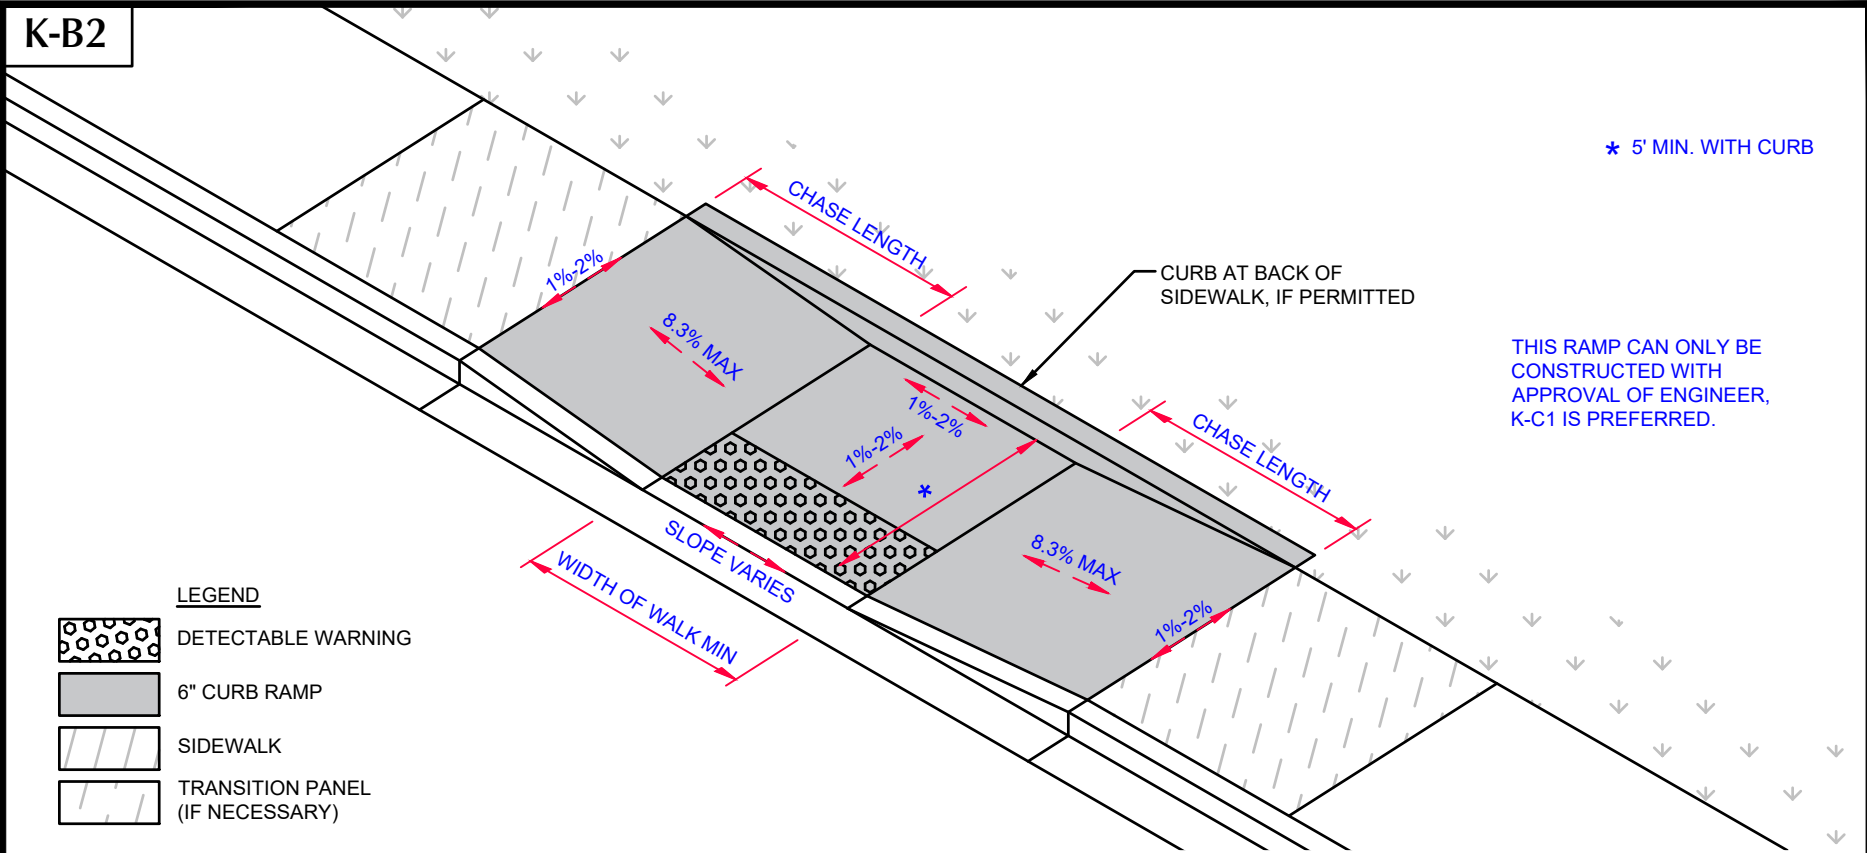 K-B2
* 5' MIN. WITH CURB
CHASE LENGTH
1%-2%
CURB AT BACK OF
SIDEWALK, IF PERMITTED
8.3% MAX
THIS RAMP CAN ONLY BE
CONSTRUCTED WITH
APPROVAL OF ENGINEER,
K-C1 IS PREFERRED.
1%-2%
1%-2%
CHASE LENGTH
*
SLOPE VARIES
8.3% MAX
WIDTH OF WALK MIN
1%-2%
LEGEND
DETECTABLE WARNING
6" CURB RAMP
SIDEWALK
TRANSITION PANEL
(IF NECESSARY)